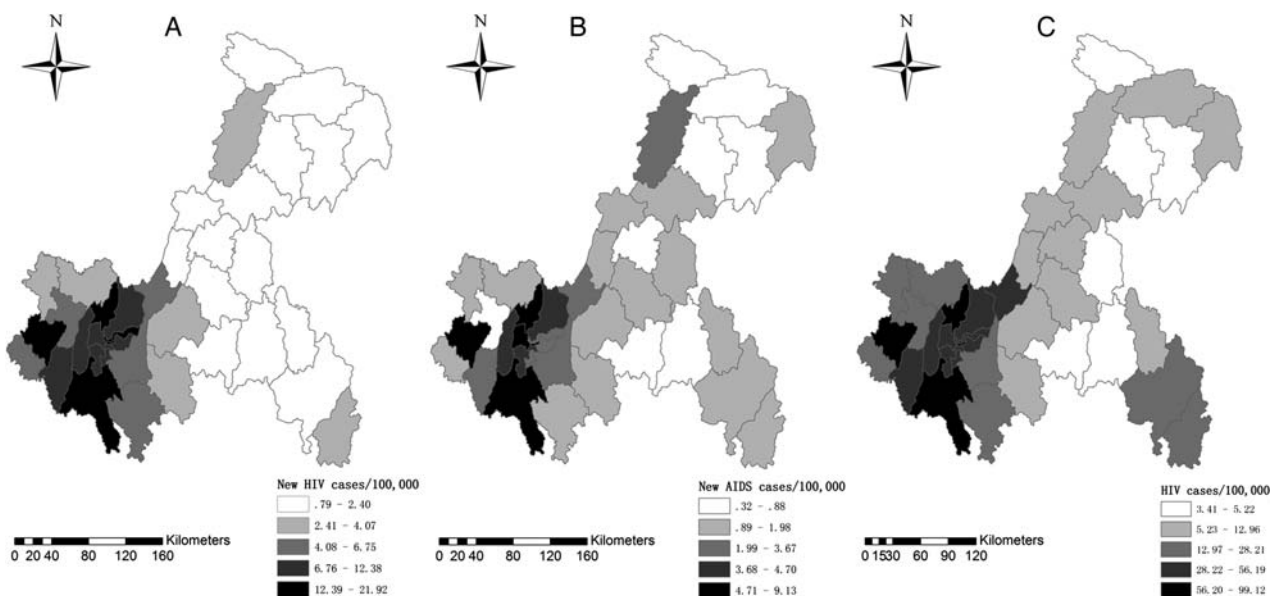 N
A
New HIV cases/100,000
.79 - 2.40
2.41 - 4.07
4.08 - 6.75
6.76 - 12.38
12.39 - 21.92
Kilometers
0 20 40 80 120 160
N
B
New AIDS cases/100,000
.32 - .88
.89 - 1.98
1.99 - 3.67
3.68 - 4.70
4.71 - 9.13
Kilometers
0 20 40 80 120 160
N
C
HIV cases/100,000
3.41 - 5.22
5.23 - 12.96
12.97 - 28.21
28.22 - 56.19
56.20 - 99.12
Kilometers
0 1530 60 90 120